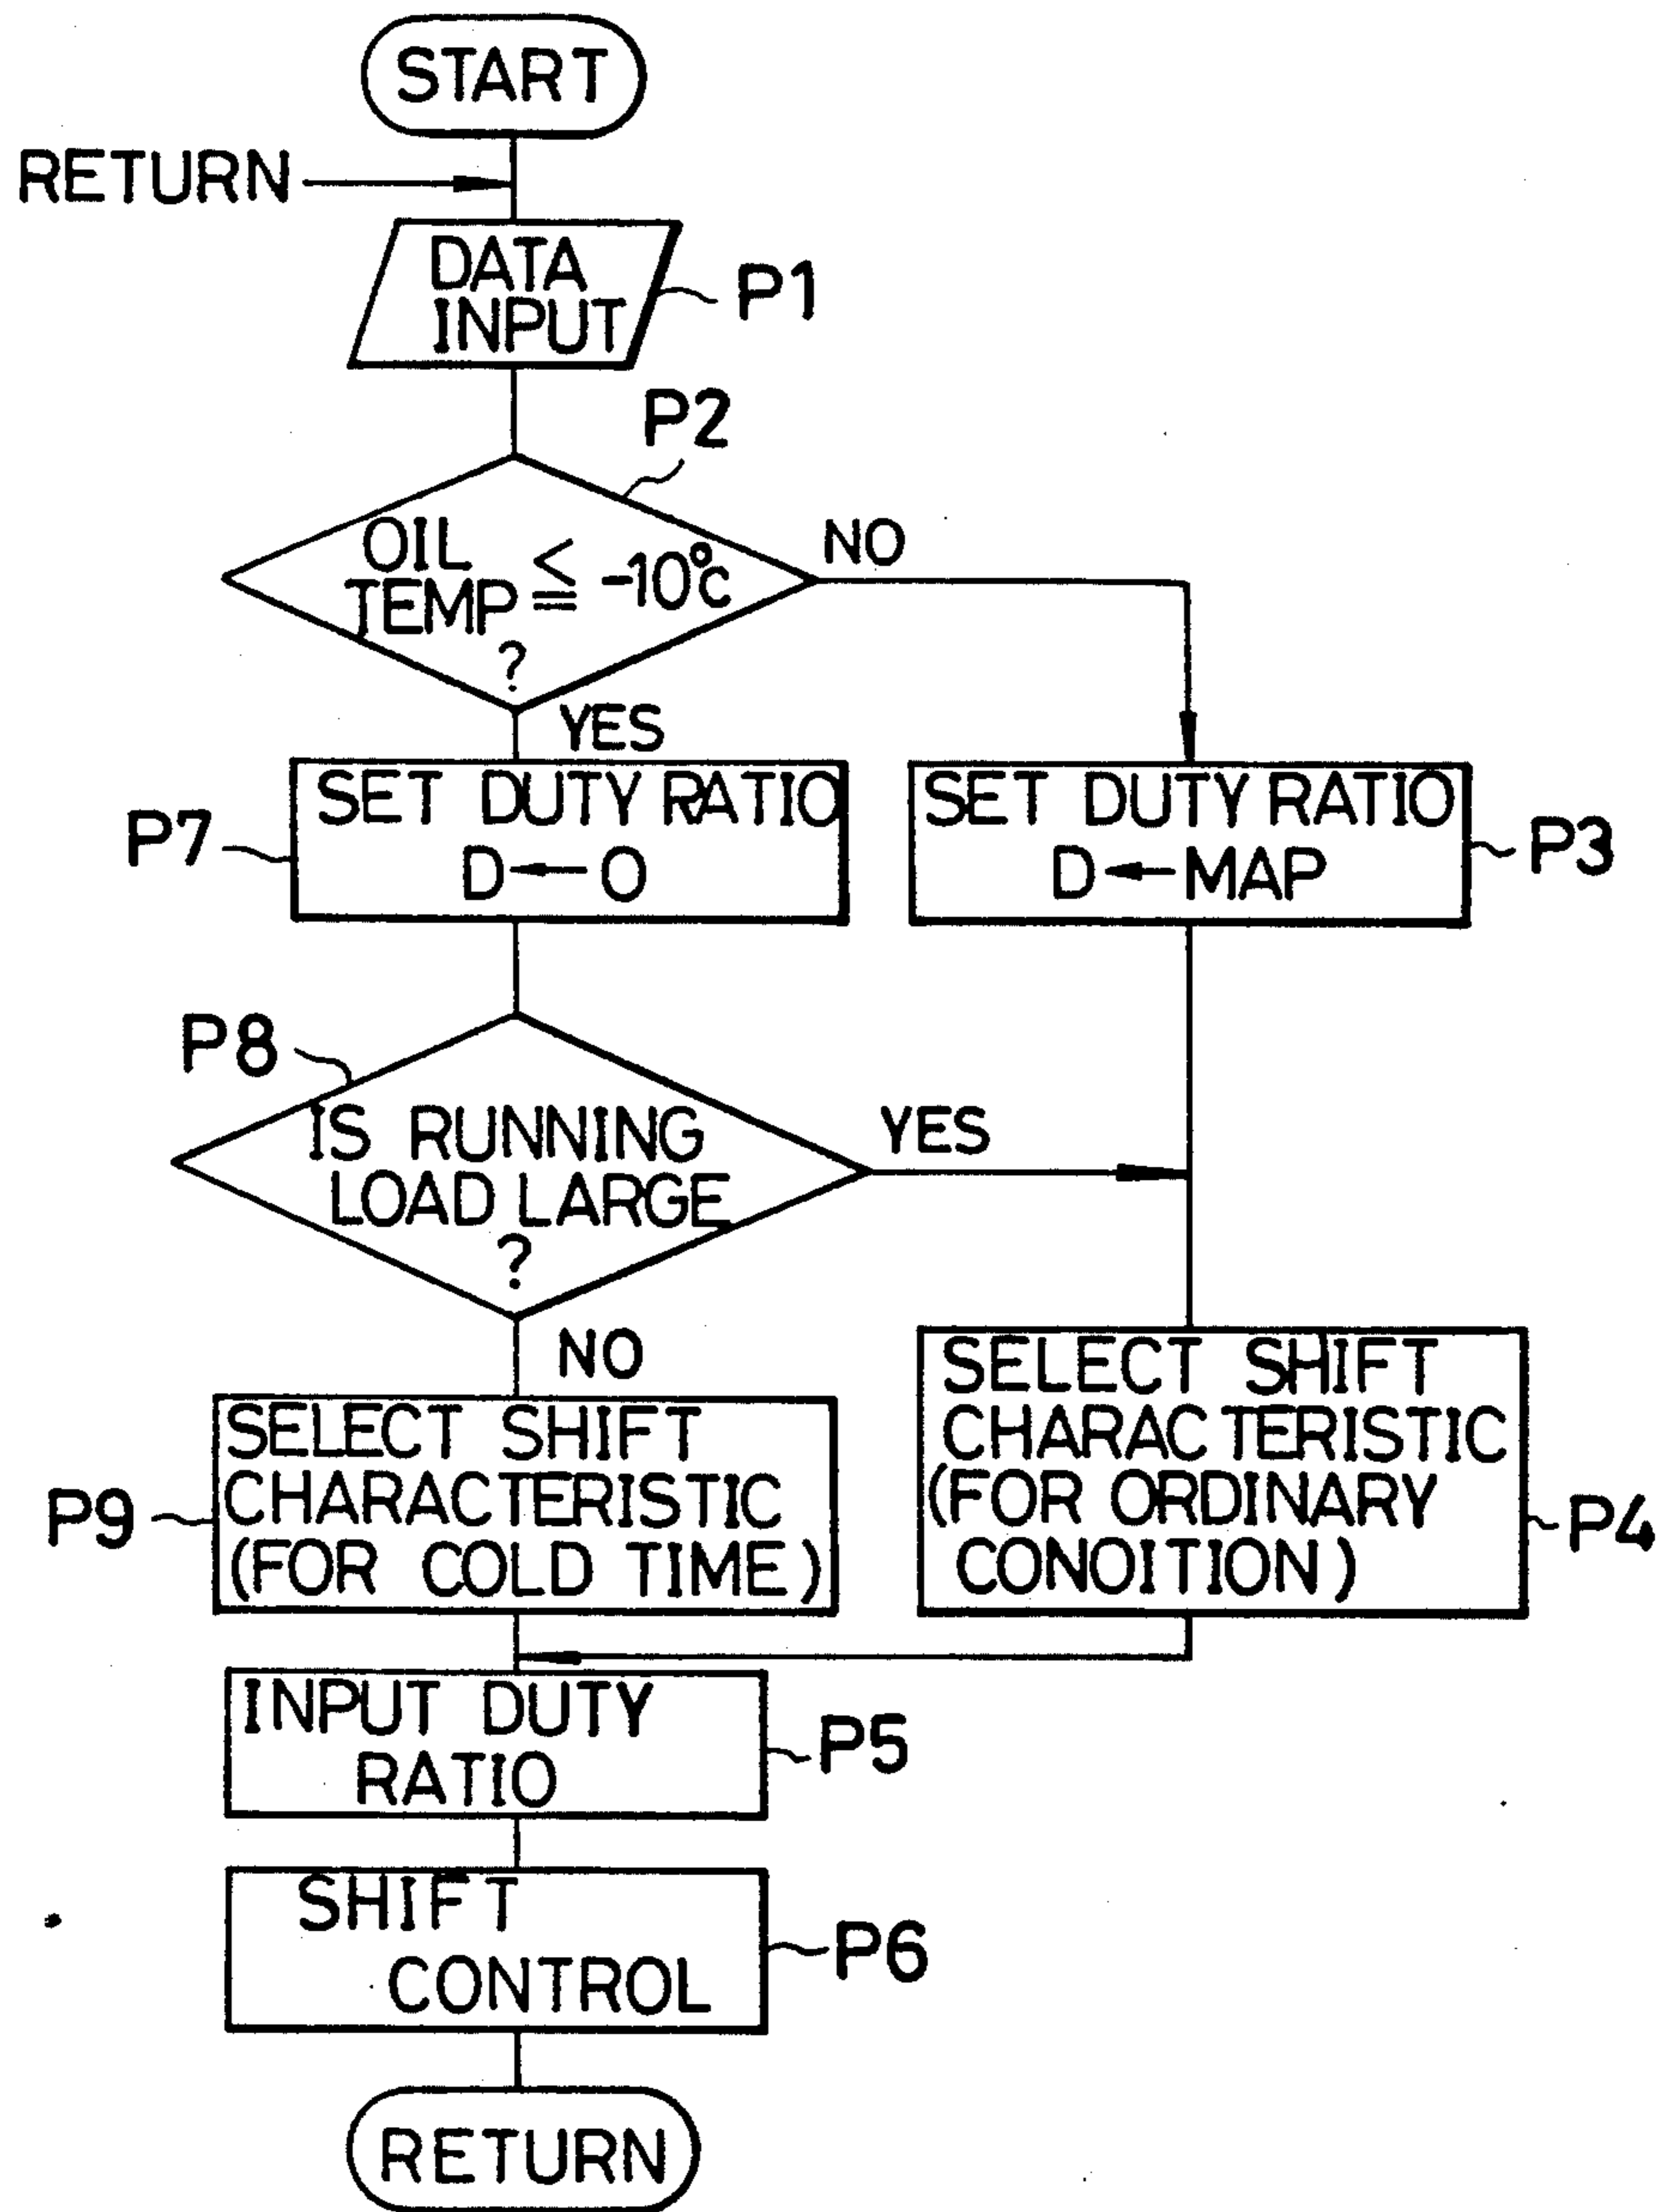 START
RETURN
DATA
INPUT
P1
P2
OIL
TEMP ≦ -10°C
?
NO
YES
SET DUTY RATIO
D ← O
P7
SET DUTY RATIO
D ← MAP
P3
P8
IS RUNNING
LOAD LARGE
?
YES
NO
SELECT SHIFT
CHARACTERISTIC
(FOR COLD TIME)
P9
SELECT SHIFT
CHARACTERISTIC
(FOR ORDINARY
CONOITION)
P4
INPUT DUTY
RATIO
P5
SHIFT
CONTROL
P6
RETURN